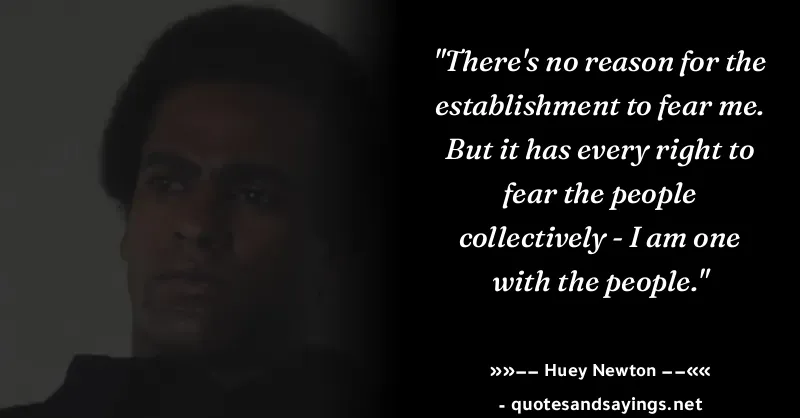 "There's no reason for the
establishment to fear me.
But it has every right to
fear the people
collectively - I am one
with the people."
»»–– Huey Newton ––««
- quotesandsayings.net